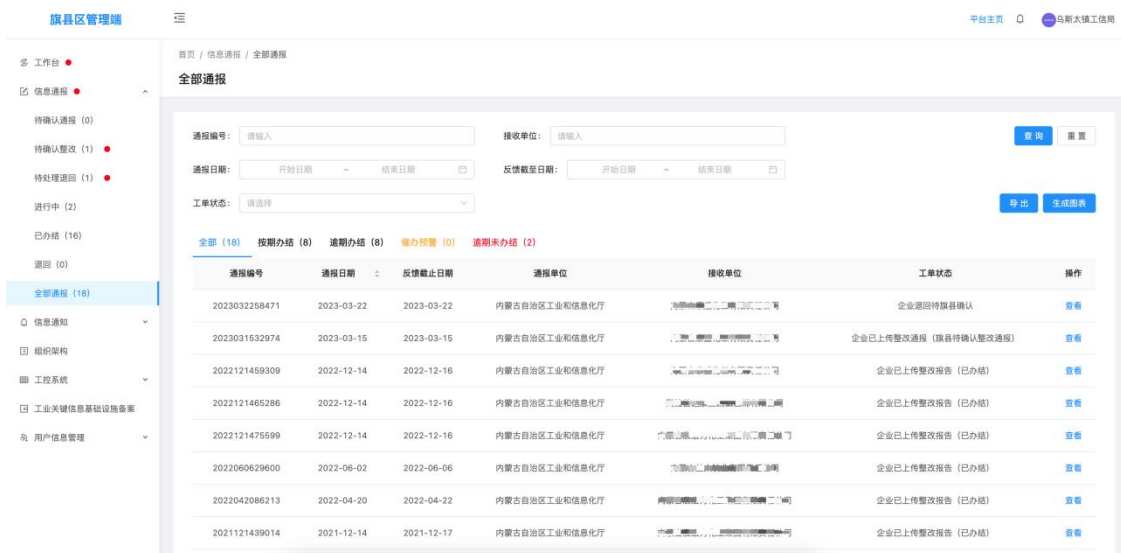 旗县区管理端
平台主页 乌斯太镇工信局
工作台
信息通报
待确认通报 (0)
待确认整改 (1)
待处理退回 (1)
进行中 (2)
已办结 (16)
退回 (0)
全部通报 (18)
信息通知
组织架构
工控系统
工业关键信息基础设施备案
用户信息管理
首页 / 信息通报 / 全部通报
全部通报
通报编号: 请输入 接收单位: 请输入 查 询 重 置
通报日期: 开始日期 ~ 结束日期 反馈截至日期: 开始日期 ~ 结束日期
工单状态: 请选择 导 出 生成图表
全部 (18) 按期办结 (8) 逾期办结 (8) 催办预警 (0) 逾期未办结 (2)
通报编号 通报日期 反馈截止日期 通报单位 接收单位 工单状态 操作
2023032258471 2023-03-22 2023-03-22 内蒙古自治区工业和信息化厅 企业退回待旗县确认 查看
2023031532974 2023-03-15 2023-03-15 内蒙古自治区工业和信息化厅 企业已上传整改通报 (旗县待确认整改通报) 查看
2022121459309 2022-12-14 2022-12-16 内蒙古自治区工业和信息化厅 企业已上传整改报告 (已办结) 查看
2022121465286 2022-12-14 2022-12-16 内蒙古自治区工业和信息化厅 企业已上传整改报告 (已办结) 查看
2022121475599 2022-12-14 2022-12-16 内蒙古自治区工业和信息化厅 企业已上传整改报告 (已办结) 查看
2022060629600 2022-06-02 2022-06-06 内蒙古自治区工业和信息化厅 企业已上传整改报告 (已办结) 查看
2022042086213 2022-04-20 2022-04-22 内蒙古自治区工业和信息化厅 企业已上传整改报告 (已办结) 查看
2021121439014 2021-12-14 2021-12-17 内蒙古自治区工业和信息化厅 企业已上传整改报告 (已办结) 查看